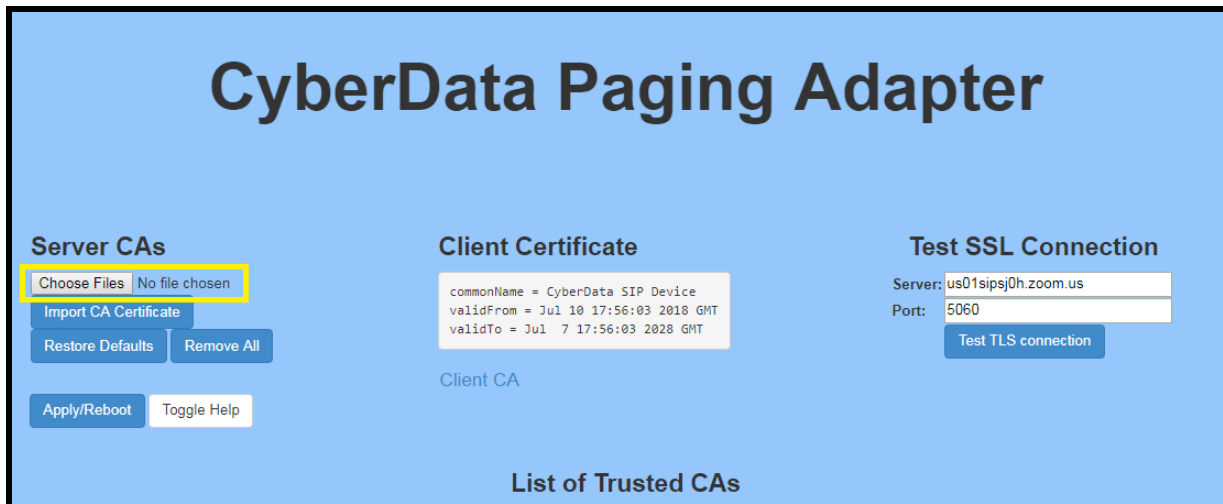 CyberData Paging Adapter
Server CAs
Choose Files No file chosen
Import CA Certificate
Restore Defaults Remove All
Apply/Reboot Toggle Help
Client Certificate
commonName = CyberData SIP Device
validFrom = Jul 10 17:56:03 2018 GMT
validTo = Jul  7 17:56:03 2028 GMT
Client CA
Test SSL Connection
Server: us01sipsj0h.zoom.us
Port: 5060
Test TLS connection
List of Trusted CAs